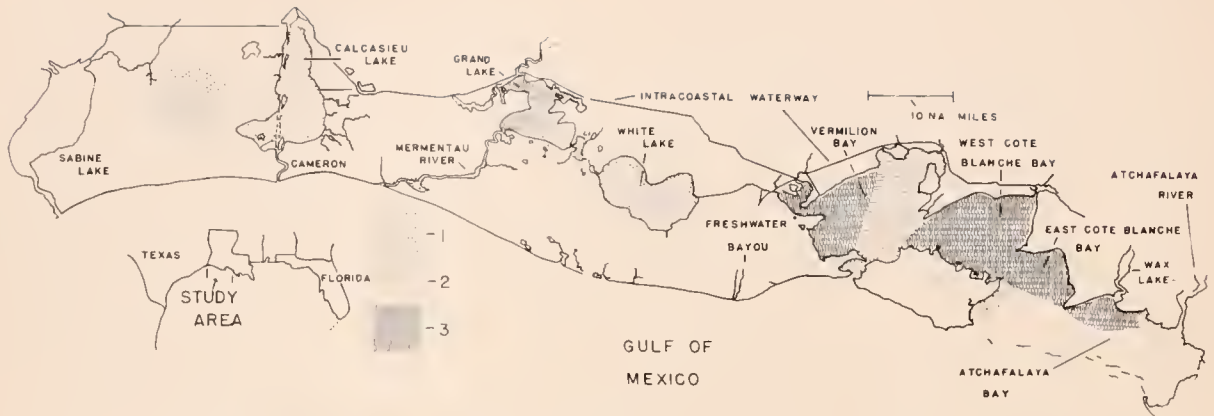 CALCASIEU
LAKE
GRAND
LAKE
INTRACOASTAL WATERWAY
10 NA MILES
VERMILION
BAY
WEST COTE
BLANCHE BAY
ATCHAFALAYA
RIVER
SABINE
LAKE
CAMERON
MERMENTAU
RIVER
WHITE
LAKE
FRESHWATER
BAYOU
EAST COTE BLANCHE
BAY
WAX
LAKE
TEXAS
FLORIDA
STUDY
AREA
-1
-2
-3
GULF OF
MEXICO
ATCHAFALAYA
BAY